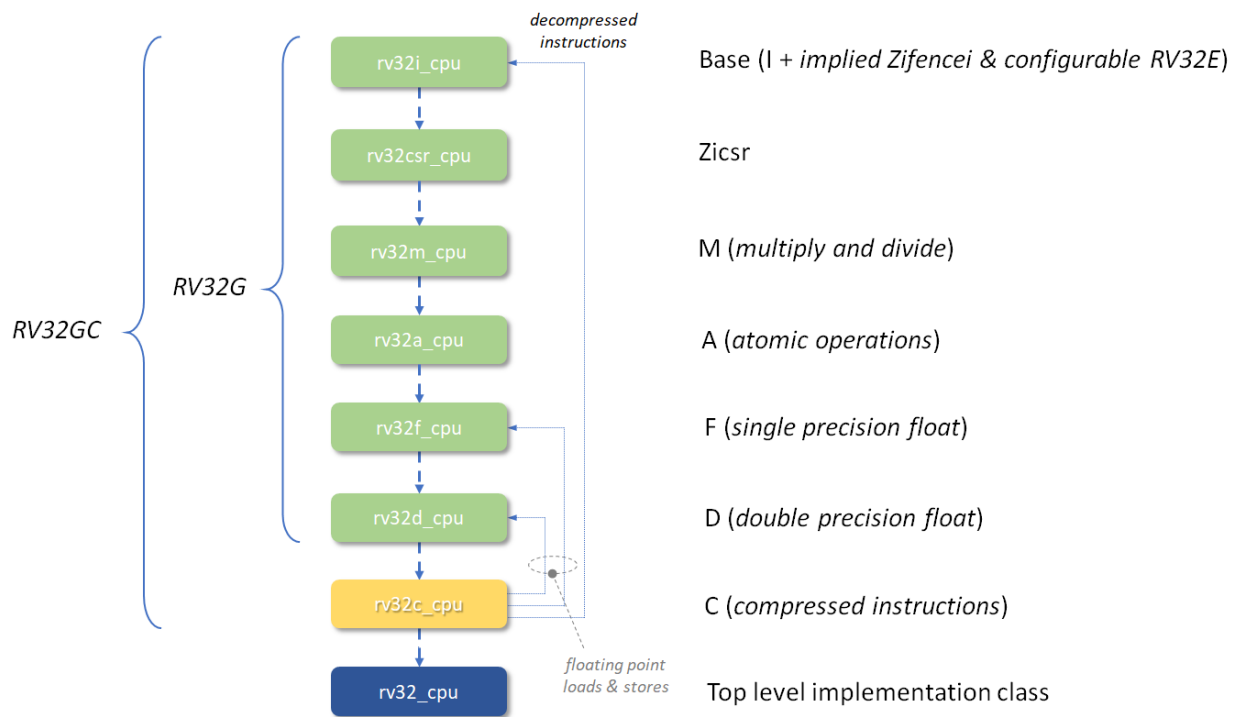 decompressed
instructions
rv32i_cpu
Base (I + implied Zifencei & configurable RV32E)
rv32csr_cpu
Zicsr
rv32m_cpu
M (multiply and divide)
RV32G
RV32GC
rv32a_cpu
A (atomic operations)
rv32f_cpu
F (single precision float)
rv32d_cpu
D (double precision float)
rv32c_cpu
C (compressed instructions)
floating point
loads & stores
rv32_cpu
Top level implementation class